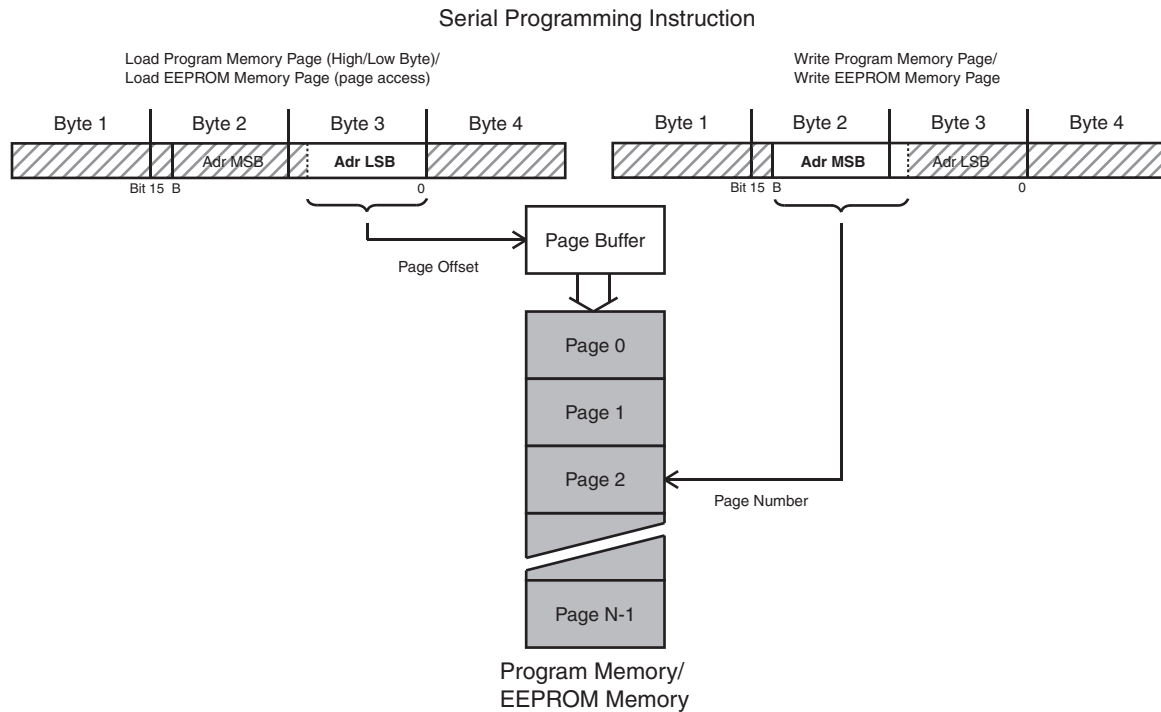 Serial Programming Instruction
Load Program Memory Page (High/Low Byte)/
Load EEPROM Memory Page (page access)
Write Program Memory Page/
Write EEPROM Memory Page
Byte 1 Byte 2 Byte 3 Byte 4
Byte 1 Byte 2 Byte 3 Byte 4
Adr MSB Adr LSB
Adr MSB Adr LSB
Bit 15 B 0
Bit 15 B 0
Page Buffer
Page Offset
Page 0
Page 1
Page 2
Page Number
Page N-1
Program Memory/
EEPROM Memory